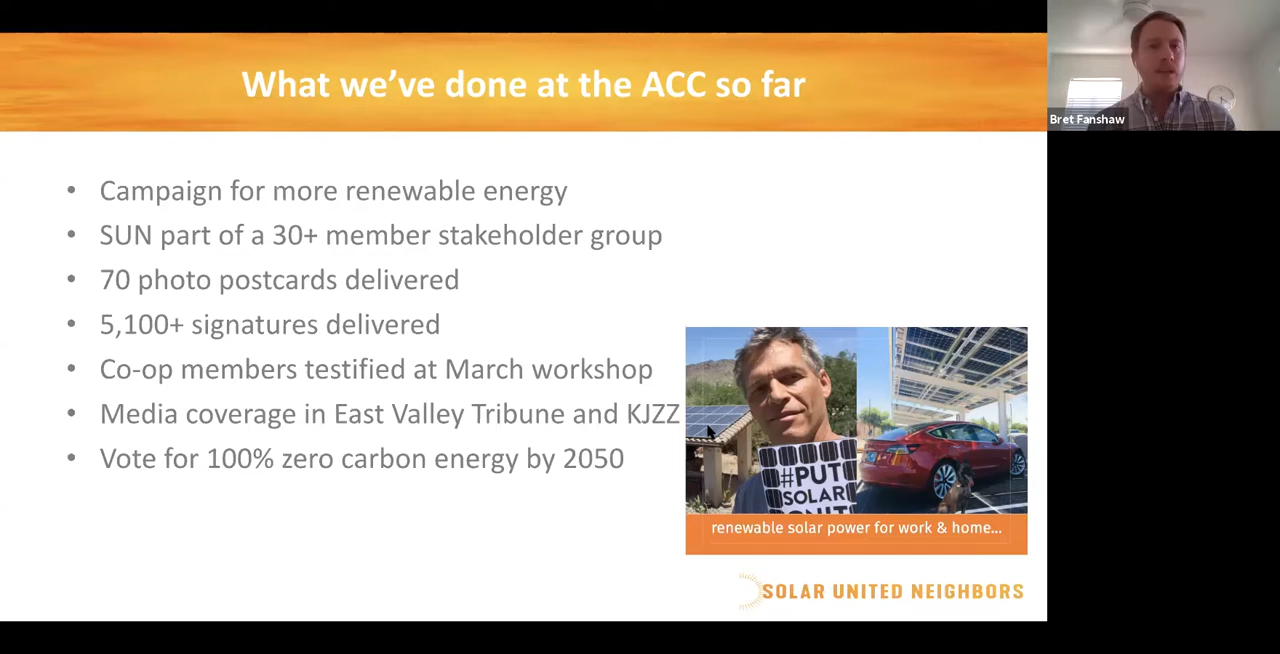 What we've done at the ACC so far
Bret Fanshaw
• Campaign for more renewable energy
• SUN part of a 30+ member stakeholder group
• 70 photo postcards delivered
• 5,100+ signatures delivered
• Co-op members testified at March workshop
• Media coverage in East Valley Tribune and KJZZ
• Vote for 100% zero carbon energy by 2050
#PUT
SOLAR
renewable solar power for work & home...
SOLAR UNITED NEIGHBORS